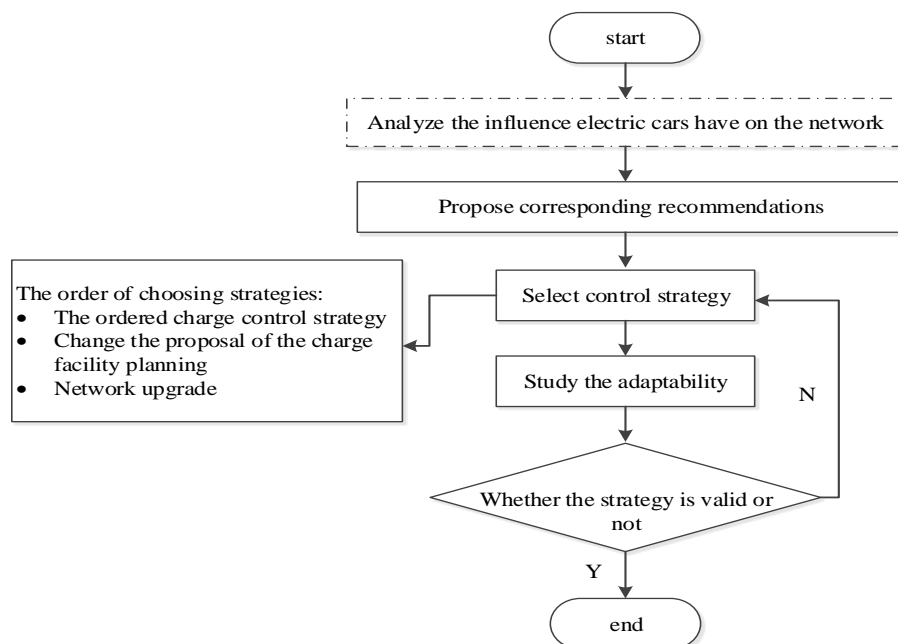 start
Analyze the influence electric cars have on the network
Propose corresponding recommendations
Select control strategy
The order of choosing strategies:
• The ordered charge control strategy
• Change the proposal of the charge
facility planning
• Network upgrade
Study the adaptability
N
Whether the strategy is valid or
not
Y
end